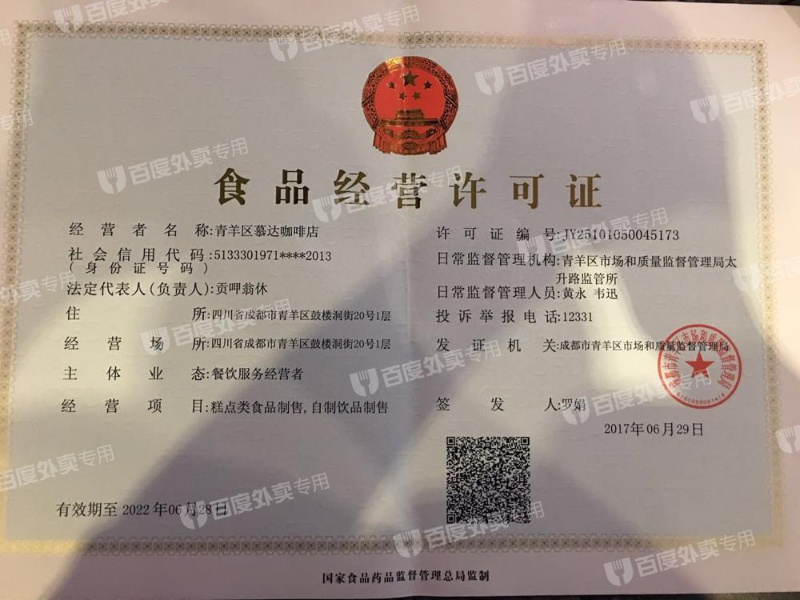 食品经营许可证
经营者名称:青羊区慕达咖啡店
社会信用代码:5133301971****2013
(身份证号码)
法定代表人(负责人):贡呷翁休
住所:四川省成都市青羊区鼓楼洞街20号1层
经营场所:四川省成都市青羊区鼓楼洞街20号1层
主体业态:餐饮服务经营者
经营项目:糕点类食品制售,自制饮品制售
有效期至2022年06月28日
许可证编号:JY25101050045173
日常监督管理机构:青羊区市场和质量监督管理局太
升路监管所
日常监督管理人员:黄永 韦迅
投诉举报电话:12331
发证机关:成都市青羊区市场和质量监督管理局
签发人:罗娟
2017年06月29日
国家食品药品监督管理总局监制
百度外卖专用